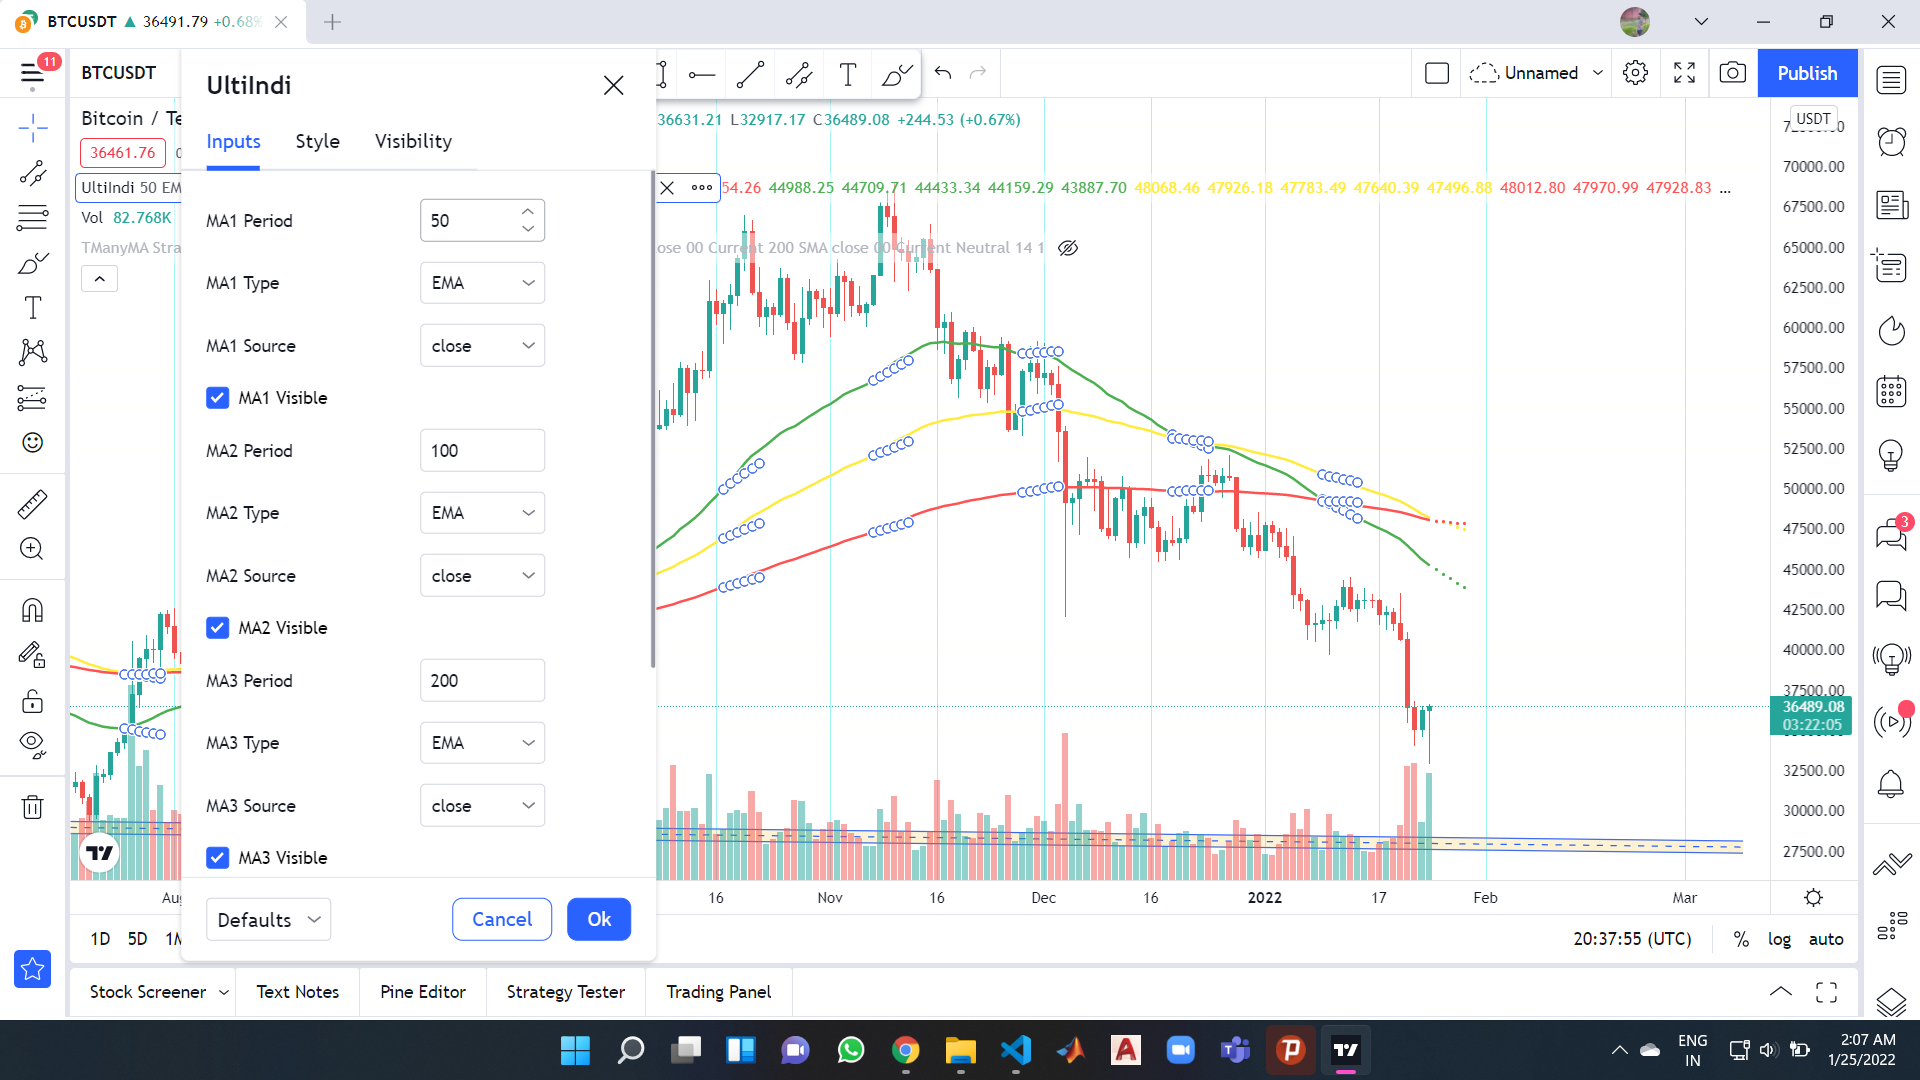 BTCUSDT ▲ 36491.79 +0.68%
11
BTCUSDT
UltiIndi
T
Unnamed
Publish
Bitcoin / Te
36631.21 L32917.17 C36489.08 +244.53 (+0.67%)
USDT
36461.76
Inputs
Style
Visibility
UltiIndi 50 EM
54.26 44988.25 44709.71 44433.34 44159.29 43887.70 48068.46 47926.18 47783.49 47640.39 47496.88 48012.80 47970.99 47928.83 ...
Vol 82.768K
TManyMA Stra
ose 00 Current 200 SMA close 00 Current Neutral 14 1
MA1 Period
50
MA1 Type
EMA
MA1 Source
close
MA1 Visible
MA2 Period
100
MA2 Type
EMA
MA2 Source
close
MA2 Visible
MA3 Period
200
MA3 Type
EMA
MA3 Source
close
MA3 Visible
Defaults
Cancel
Ok
70000.00
67500.00
65000.00
62500.00
60000.00
57500.00
55000.00
52500.00
50000.00
47500.00
45000.00
42500.00
40000.00
37500.00
36489.08
03:22:05
32500.00
30000.00
27500.00
3
Aug
16
Nov
16
Dec
16
2022
17
Feb
Mar
1D
5D
1M
20:37:55 (UTC)
%
log
auto
Stock Screener
Text Notes
Pine Editor
Strategy Tester
Trading Panel
ENG
IN
2:07 AM
1/25/2022